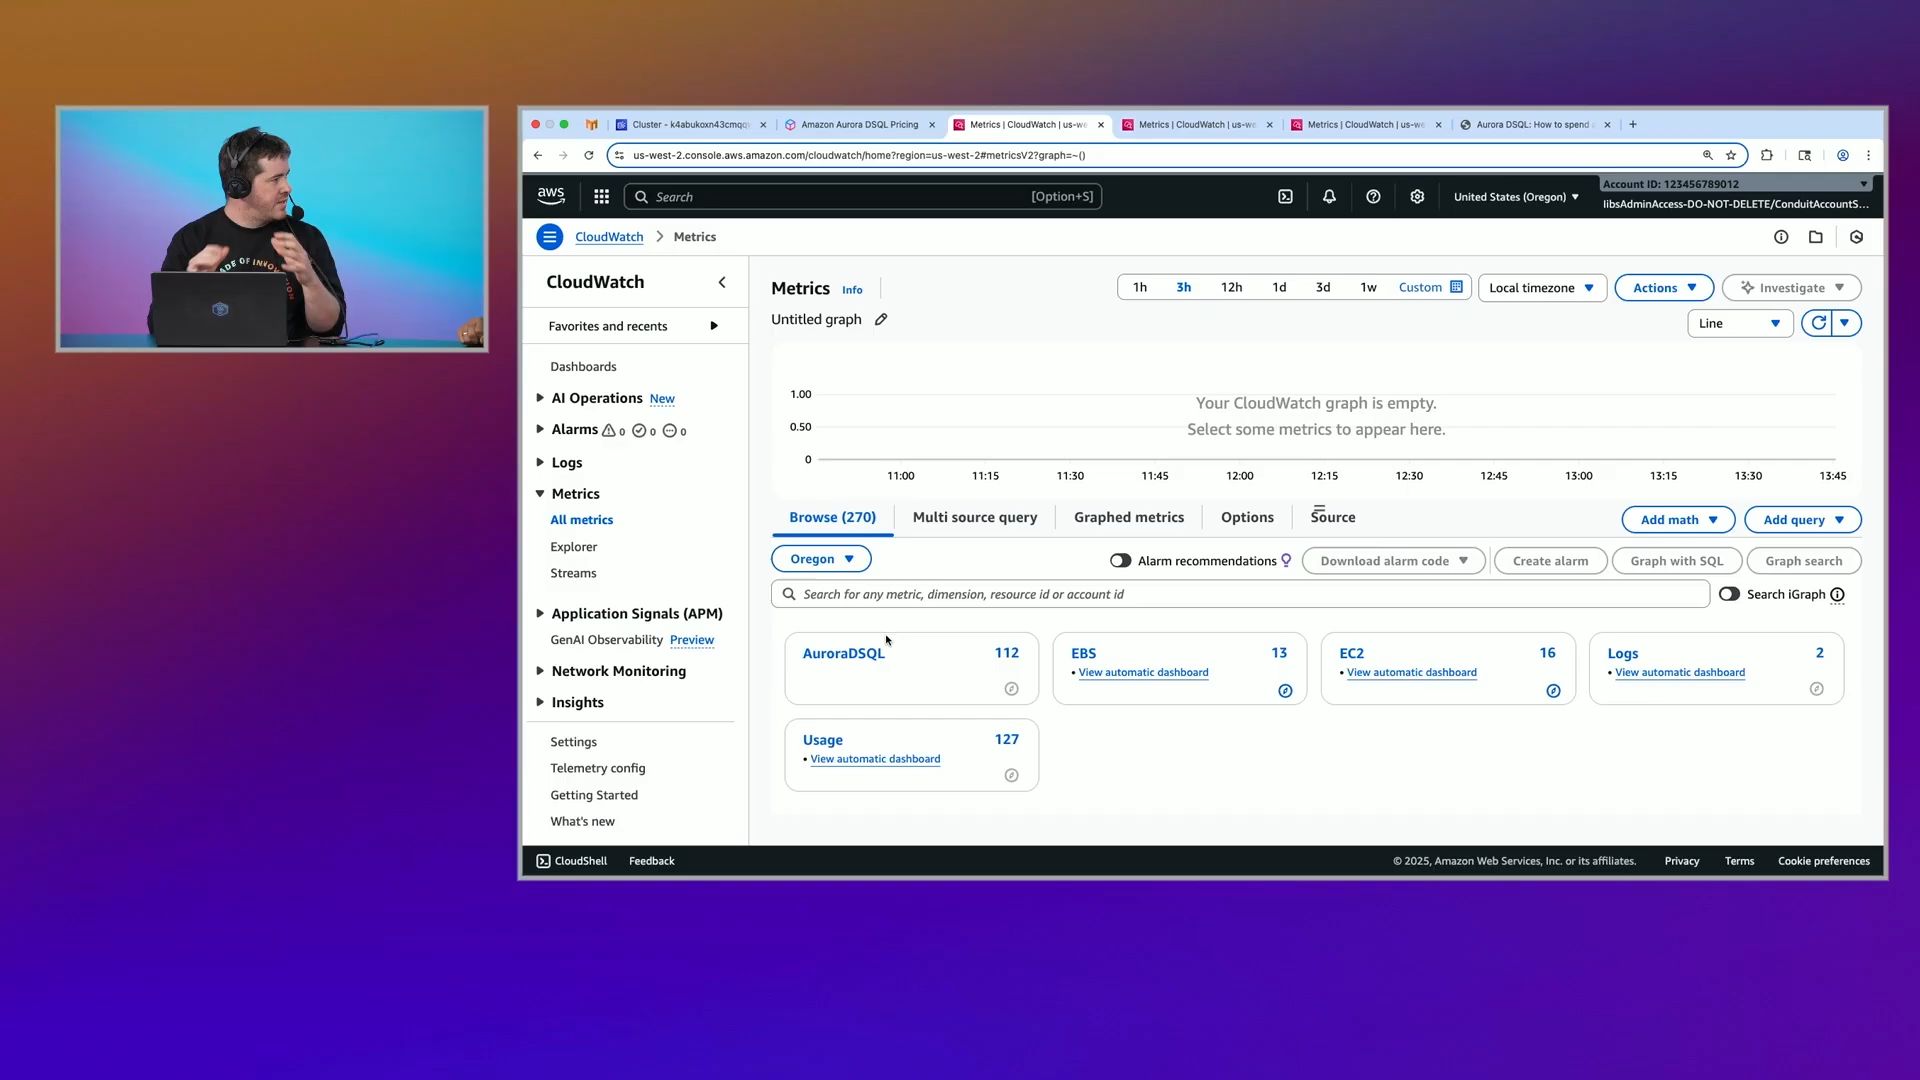 ADE OF INNOV
Cluster - k4abukoxn43cmqq
Amazon Aurora DSQL Pricing
Metrics | CloudWatch | us-we
Metrics | CloudWatch | us-we
Metrics | CloudWatch | us-we
Aurora DSQL: How to spend
us-west-2.console.aws.amazon.com/cloudwatch/home?region=us-west-2#metricsV2?graph=~()
aws
Search
[Option+S]
United States (Oregon)
Account ID: 123456789012
libsAdminAccess-DO-NOT-DELETE/ConduitAccountS...
CloudWatch
Metrics
CloudWatch
Favorites and recents
Dashboards
AI Operations New
Alarms 0 0 0
Logs
Metrics
All metrics
Explorer
Streams
Application Signals (APM)
GenAI Observability Preview
Network Monitoring
Insights
Settings
Telemetry config
Getting Started
What's new
Metrics Info
1h 3h 12h 1d 3d 1w Custom
Local timezone
Actions
Investigate
Untitled graph
Line
1.00
0.50
0
Your CloudWatch graph is empty.
Select some metrics to appear here.
11:00 11:15 11:30 11:45 12:00 12:15 12:30 12:45 13:00 13:15 13:30 13:45
Browse (270)
Multi source query
Graphed metrics
Options
Source
Add math
Add query
Oregon
Alarm recommendations
Download alarm code
Create alarm
Graph with SQL
Graph search
Search for any metric, dimension, resource id or account id
Search iGraph
AuroraDSQL 112
EBS 13
• View automatic dashboard
EC2 16
• View automatic dashboard
Logs 2
• View automatic dashboard
Usage 127
• View automatic dashboard
CloudShell
Feedback
© 2025, Amazon Web Services, Inc. or its affiliates.
Privacy
Terms
Cookie preferences